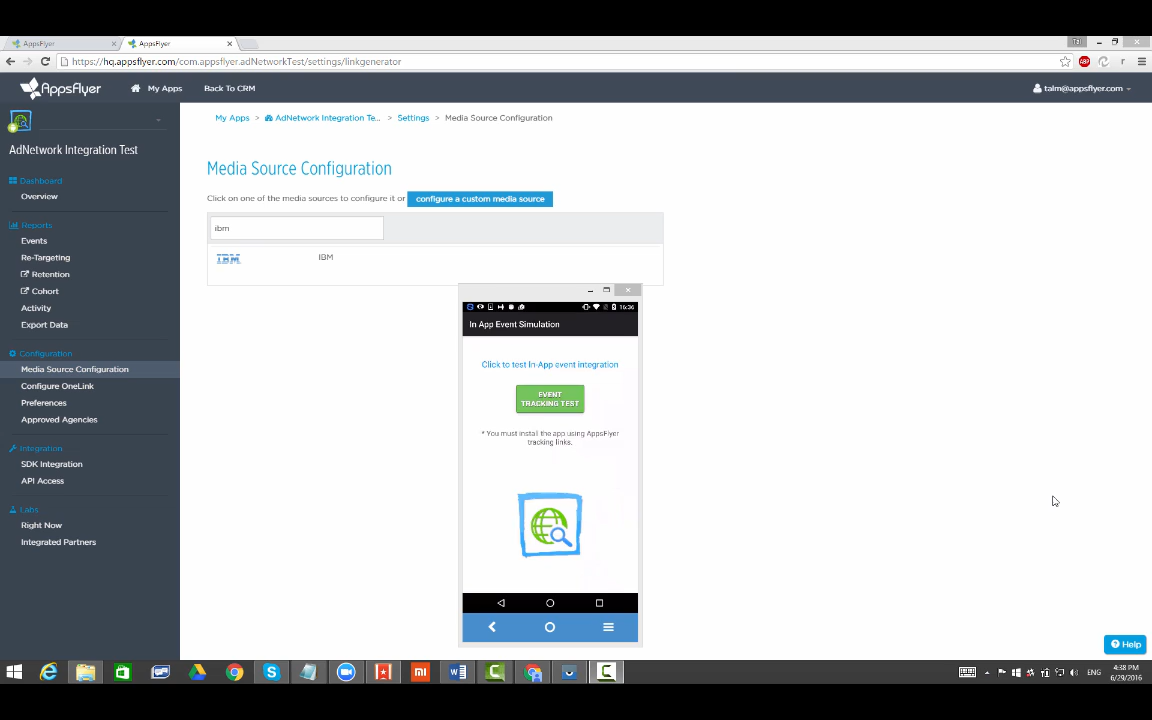 AppsFlyer
AppsFlyer
Tal
https://hq.appsflyer.com/com.appsflyer.adNetworkTest/settings/linkgenerator
ABP
AppsFlyer
My Apps
Back To CRM
talm@appsflyer.com
My Apps > AdNetwork Integration Te... > Settings > Media Source Configuration
AdNetwork Integration Test
Dashboard
Overview
Reports
Events
Re-Targeting
Retention
Cohort
Activity
Export Data
Configuration
Media Source Configuration
Configure OneLink
Preferences
Approved Agencies
Integration
SDK Integration
API Access
Labs
Right Now
Integrated Partners
Media Source Configuration
Click on one of the media sources to configure it or configure a custom media source
ibm
IBM IBM
16:36
In App Event Simulation
Click to test In-App event integration
EVENT
TRACKING TEST
* You must install the app using AppsFlyer
tracking links.
? Help
ENG
4:38 PM
6/29/2016